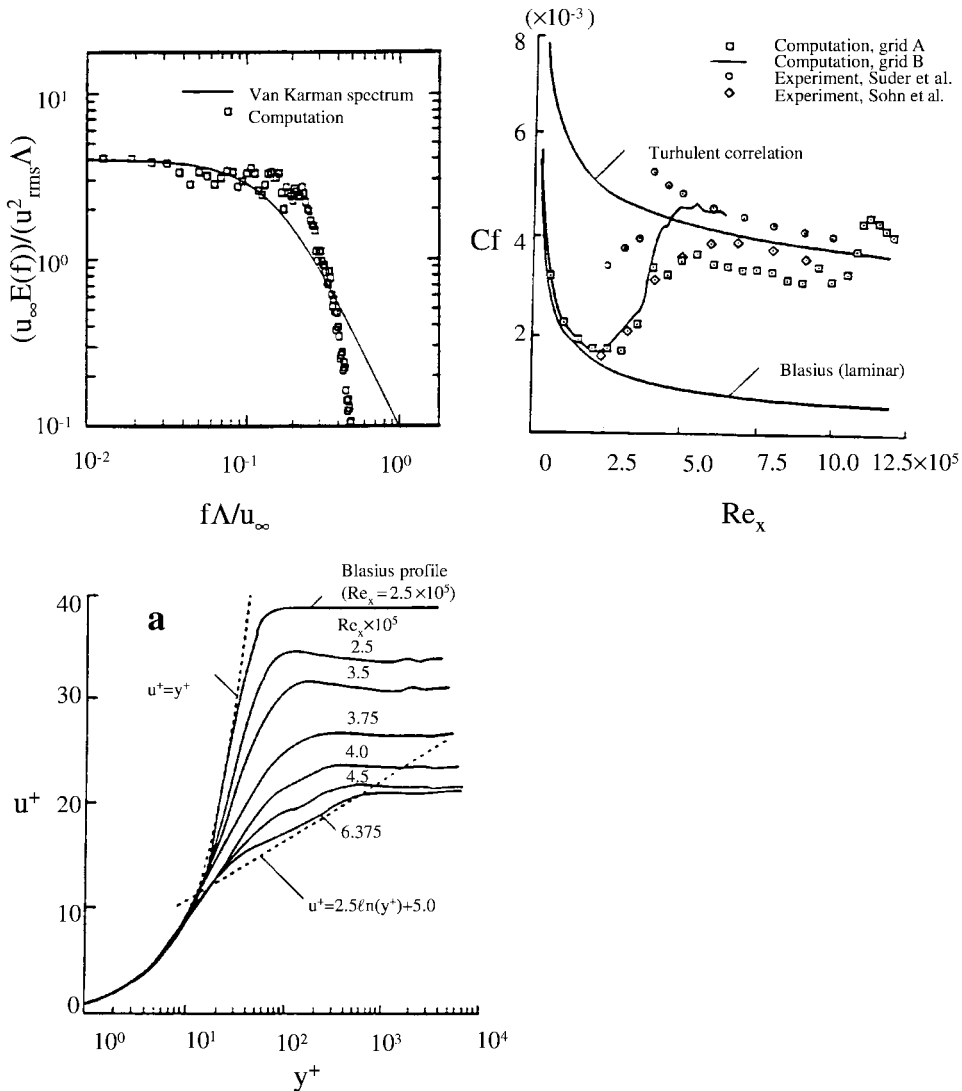 10¹
10⁰
10⁻¹
10⁻²
10⁻¹
10⁰
(u∞E(f))/(u²rmsΛ)
fΛ/u∞
Van Karman spectrum
Computation
(×10⁻³)
8
6
4
2
0
Cf
Computation, grid A
Computation, grid B
Experiment, Suder et al.
Experiment, Sohn et al.
Turhulent correlation
Blasius (laminar)
0
2.5
5.0
7.5
10.0
12.5×10⁵
Reₓ
a
40
30
20
10
0
u⁺
Blasius profile
(Reₓ=2.5×10⁵)
Reₓ×10⁵
2.5
3.5
3.75
4.0
4.5
6.375
u⁺=y⁺
u⁺=2.5ℓn(y⁺)+5.0
10⁰
10¹
10²
10³
10⁴
y⁺